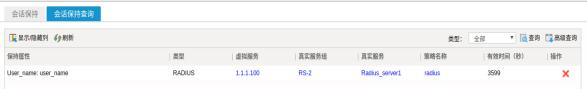 会话保持 会话保持查询
显示/隐藏列 刷新 类型: 全部 查询 高级查询
保持属性 类型 虚拟服务 真实服务组 真实服务 策略名称 有效时间（秒） 操作
User_name: user_name RADIUS 1.1.1.100 RS-2 Radius_server1 radius 3599